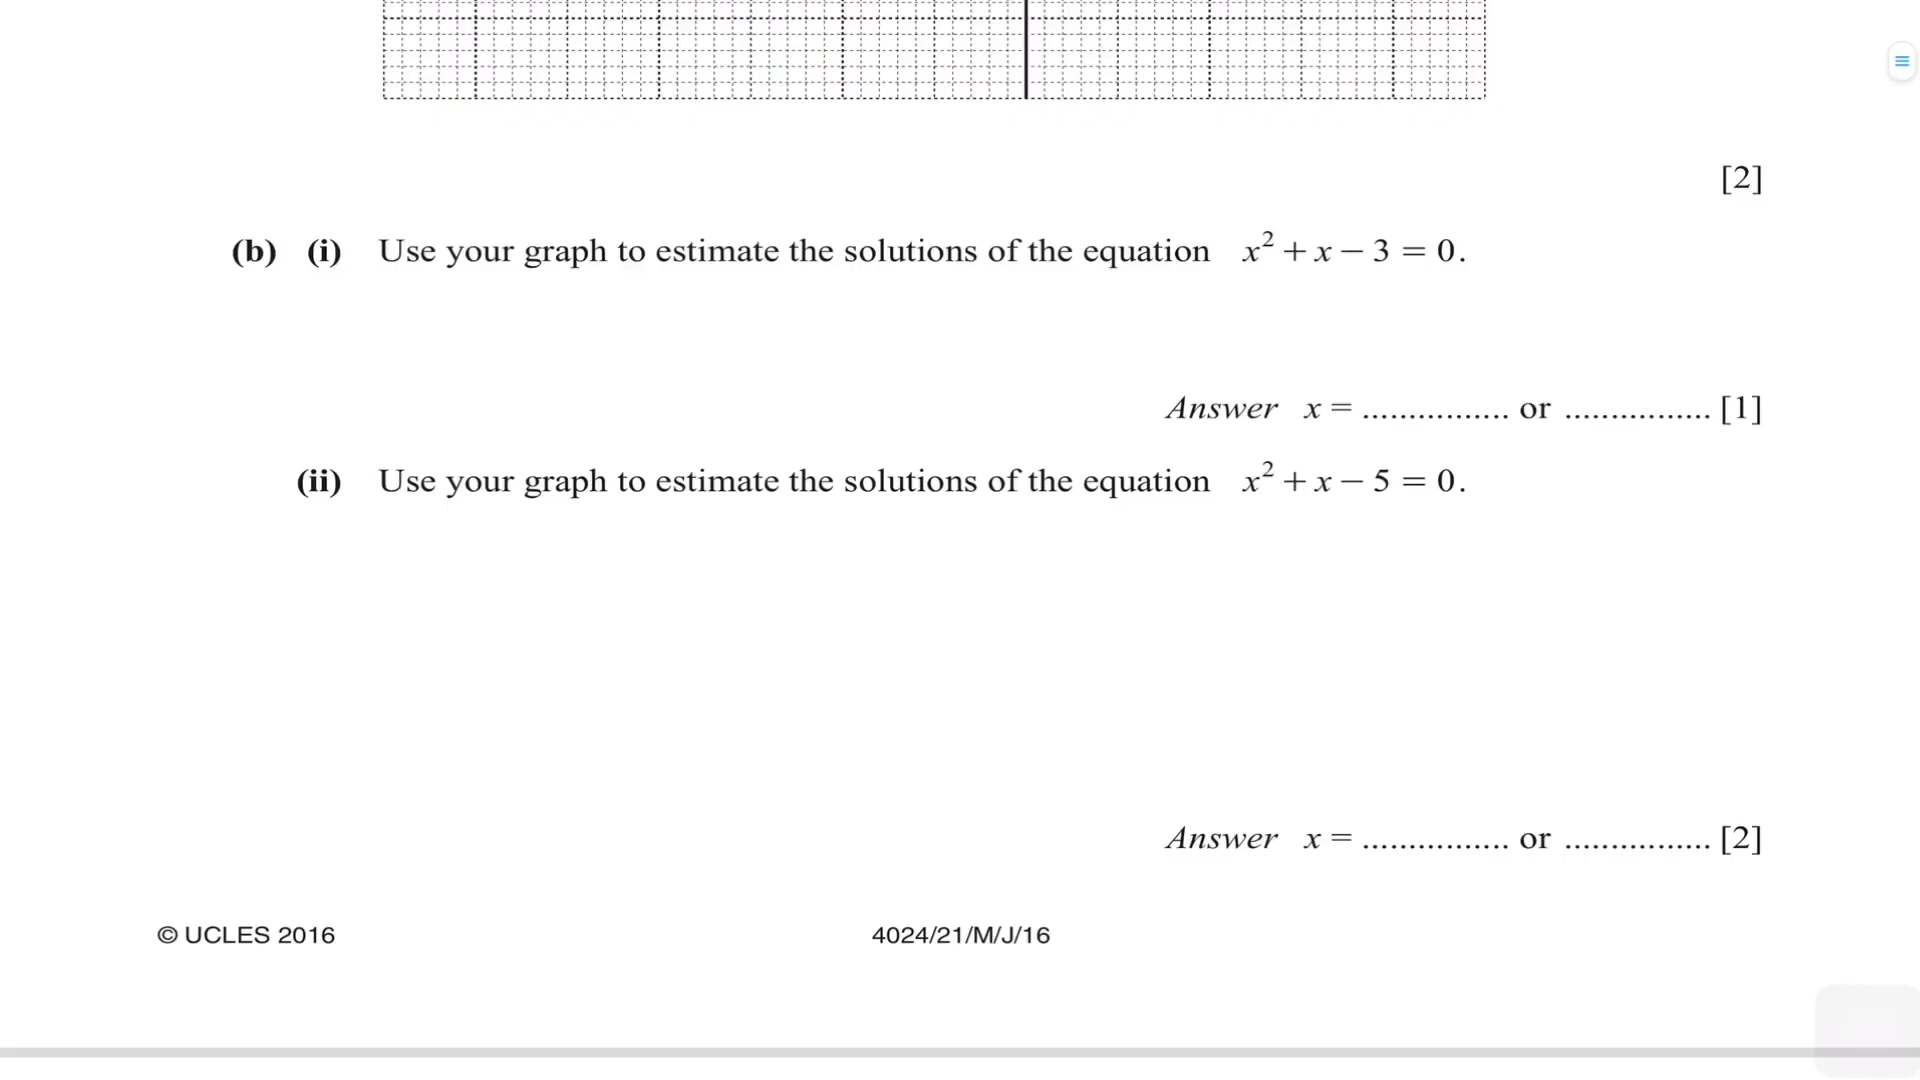 [2]
(b) (i) Use your graph to estimate the solutions of the equation x² + x − 3 = 0.
Answer x = ................ or ................ [1]
(ii) Use your graph to estimate the solutions of the equation x² + x − 5 = 0.
Answer x = ................ or ................ [2]
© UCLES 2016 4024/21/M/J/16